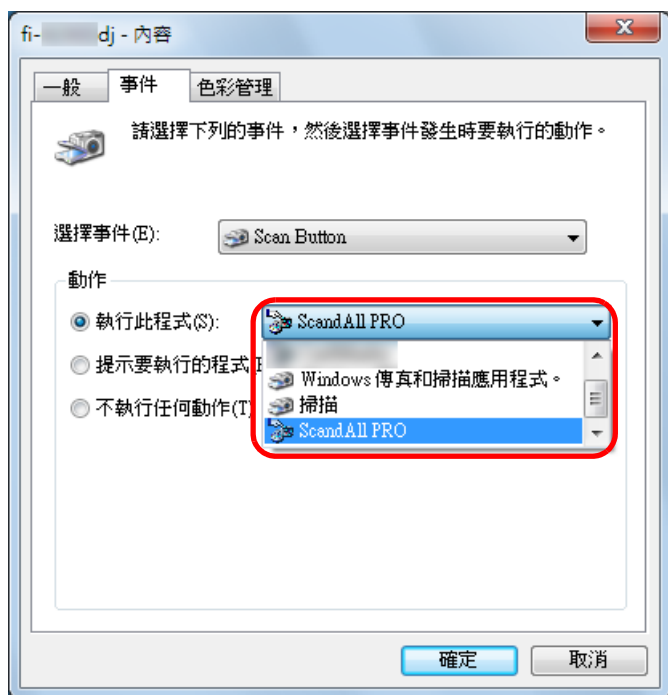 fi- dj - 內容
一般 事件 色彩管理
請選擇下列的事件，然後選擇事件發生時要執行的動作。
選擇事件(E): Scan Button
動作
執行此程式(S): ScandAll PRO
提示要執行的程式
Windows 傳真和掃描應用程式。
不執行任何動作(T)
掃描
ScandAll PRO
確定 取消